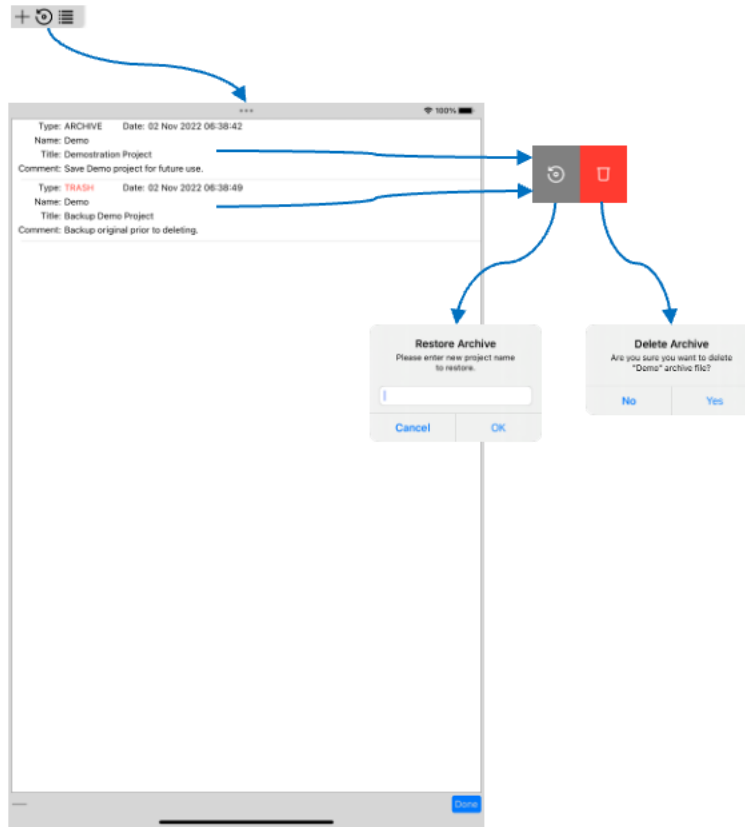 100%
Type: ARCHIVE Date: 02 Nov 2022 06:38:42
Name: Demo
Title: Demostration Project
Comment: Save Demo project for future use.
Type: TRASH Date: 02 Nov 2022 06:38:49
Name: Demo
Title: Backup Demo Project
Comment: Backup original prior to deleting.
Restore Archive
Please enter new project name
to restore.
Cancel OK
Delete Archive
Are you sure you want to delete
"Demo" archive file?
No Yes
Done